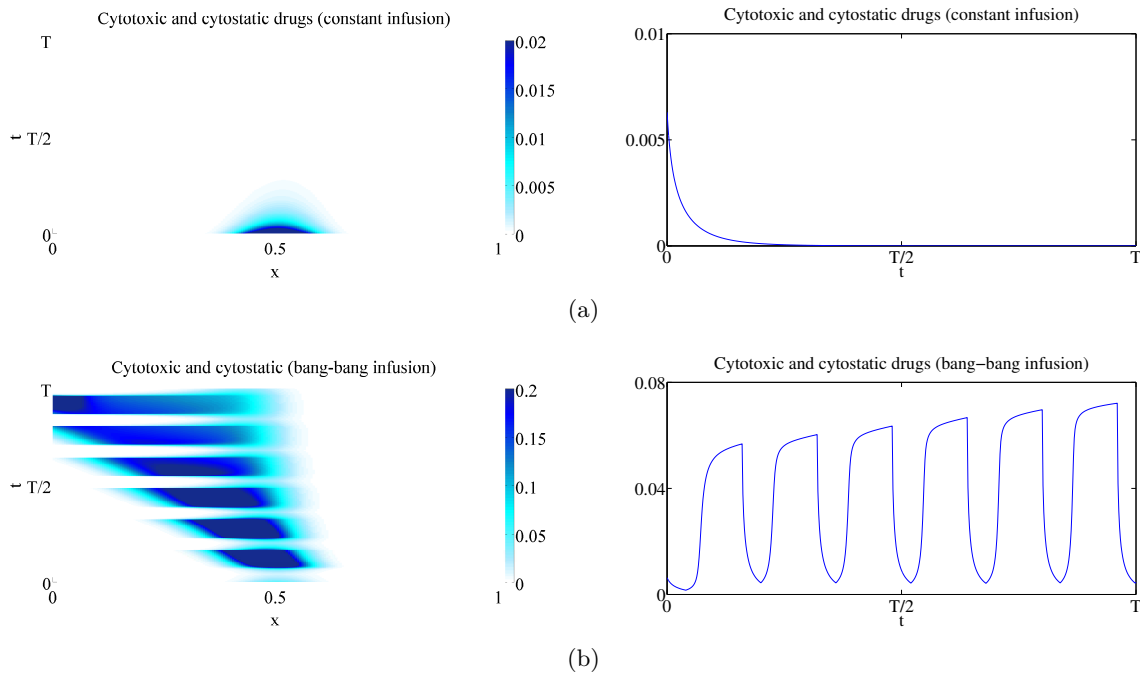 Cytotoxic and cytostatic drugs (constant infusion)
T
T/2
0
t
0 0.5 1
x
0.02
0.015
0.01
0.005
0
Cytotoxic and cytostatic drugs (constant infusion)
0.01
0.005
0
0 T/2 T
t
(a)
Cytotoxic and cytostatic (bang-bang infusion)
T
T/2
0
t
0 0.5 1
x
0.2
0.15
0.1
0.05
0
Cytotoxic and cytostatic drugs (bang−bang infusion)
0.08
0.04
0
0 T/2 T
t
(b)